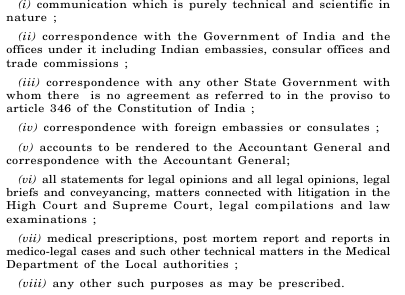 (i) communication which is purely technical and scientific in
nature ;
(ii) correspondence with the Government of India and the
offices under it including Indian embassies, consular offices and
trade commissions ;
(iii) correspondence with any other State Government with
whom there is no agreement as referred to in the proviso to
article 346 of the Constitution of India ;
(iv) correspondence with foreign embassies or consulates ;
(v) accounts to be rendered to the Accountant General and
correspondence with the Accountant General;
(vi) all statements for legal opinions and all legal opinions, legal
briefs and conveyancing, matters connected with litigation in the
High Court and Supreme Court, legal compilations and law
examinations ;
(vii) medical prescriptions, post mortem report and reports in
medico-legal cases and such other technical matters in the Medical
Department of the Local authorities ;
(viii) any other such purposes as may be prescribed.